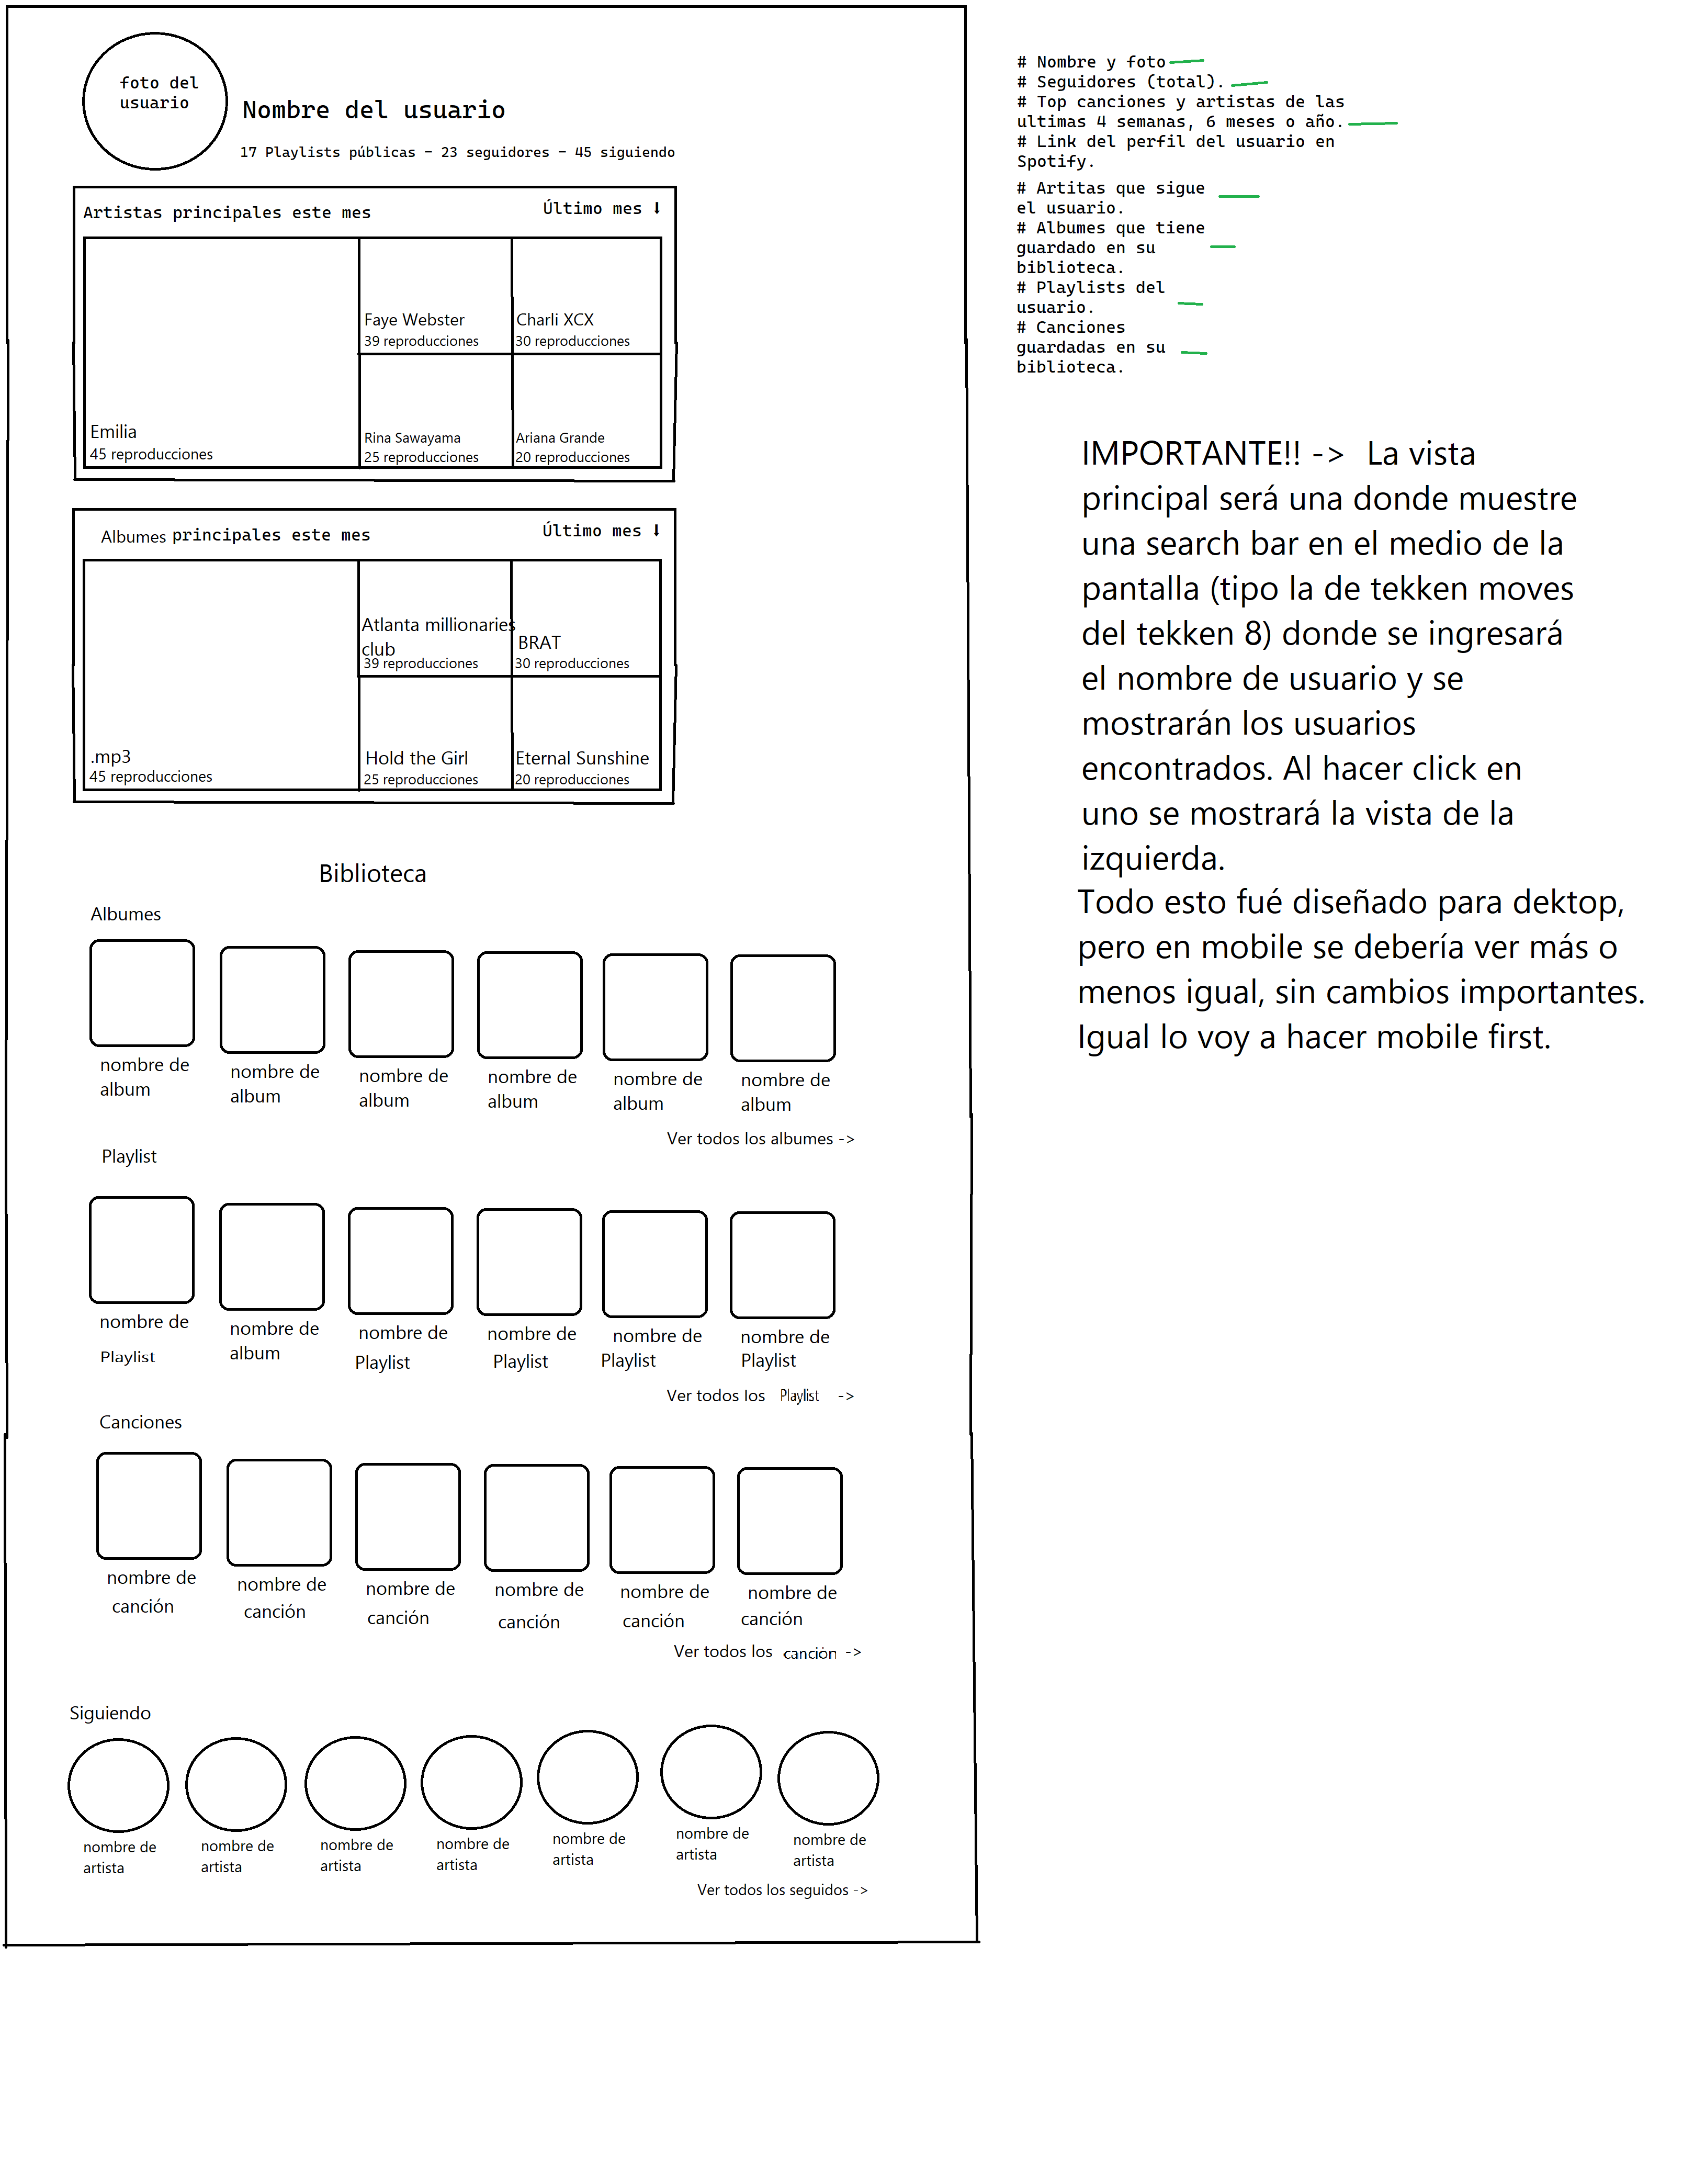 foto del
usuario
Nombre del usuario
17 Playlists públicas - 23 seguidores - 45 siguiendo
Artistas principales este mes
Último mes ⬇
Emilia
45 reproducciones
Faye Webster
39 reproducciones
Charli XCX
30 reproducciones
Rina Sawayama
25 reproducciones
Ariana Grande
20 reproducciones
Albumes principales este mes
Último mes ⬇
.mp3
45 reproducciones
Atlanta millionaries
club
39 reproducciones
BRAT
30 reproducciones
Hold the Girl
25 reproducciones
Eternal Sunshine
20 reproducciones
Biblioteca
Albumes
nombre de
album
nombre de
album
nombre de
album
nombre de
album
nombre de
album
nombre de
album
Ver todos los albumes ->
Playlist
nombre de
Playlist
nombre de
album
nombre de
Playlist
nombre de
Playlist
nombre de
Playlist
nombre de
Playlist
Ver todos los Playlist ->
Canciones
nombre de
canción
nombre de
canción
nombre de
canción
nombre de
canción
nombre de
canción
nombre de
canción
Ver todos los canción ->
Siguiendo
nombre de
artista
nombre de
artista
nombre de
artista
nombre de
artista
nombre de
artista
nombre de
artista
nombre de
artista
Ver todos los seguidos ->
# Nombre y foto
# Seguidores (total).
# Top canciones y artistas de las
ultimas 4 semanas, 6 meses o año.
# Link del perfil del usuario en
Spotify.
# Artitas que sigue
el usuario.
# Albumes que tiene
guardado en su
biblioteca.
# Playlists del
usuario.
# Canciones
guardadas en su
biblioteca.
IMPORTANTE!! -> La vista
principal será una donde muestre
una search bar en el medio de la
pantalla (tipo la de tekken moves
del tekken 8) donde se ingresará
el nombre de usuario y se
mostrarán los usuarios
encontrados. Al hacer click en
uno se mostrará la vista de la
izquierda.
Todo esto fué diseñado para dektop,
pero en mobile se debería ver más o
menos igual, sin cambios importantes.
Igual lo voy a hacer mobile first.